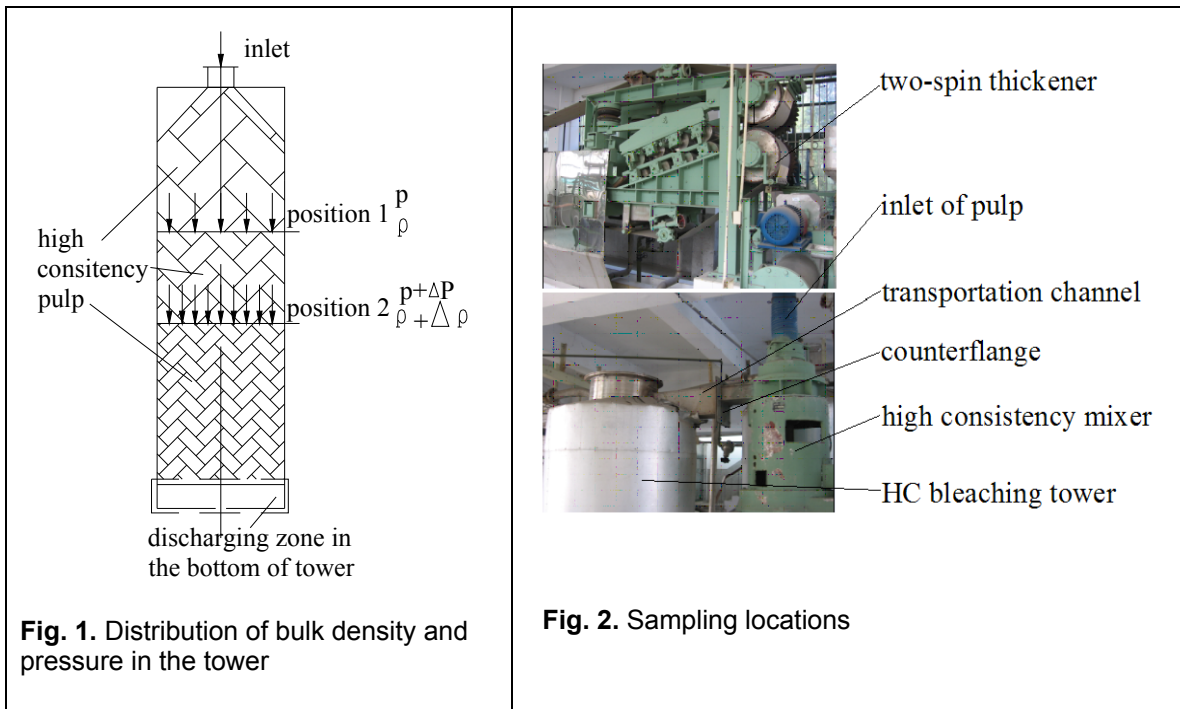 inlet
position 1 p
ρ
high
consitency
pulp
position 2 p+ΔP
ρ+Δ ρ
discharging zone in
the bottom of tower
Fig. 1. Distribution of bulk density and
pressure in the tower
two-spin thickener
inlet of pulp
transportation channel
counterflange
high consistency mixer
HC bleaching tower
Fig. 2. Sampling locations